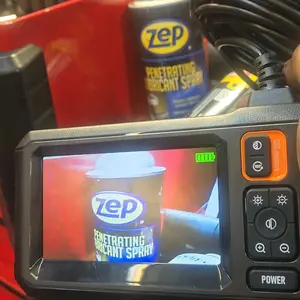 Zep
PENETRATING
LUBRICANT SPRAY
Zep
PENETRATING
LUBRICANT SPRAY
POWER